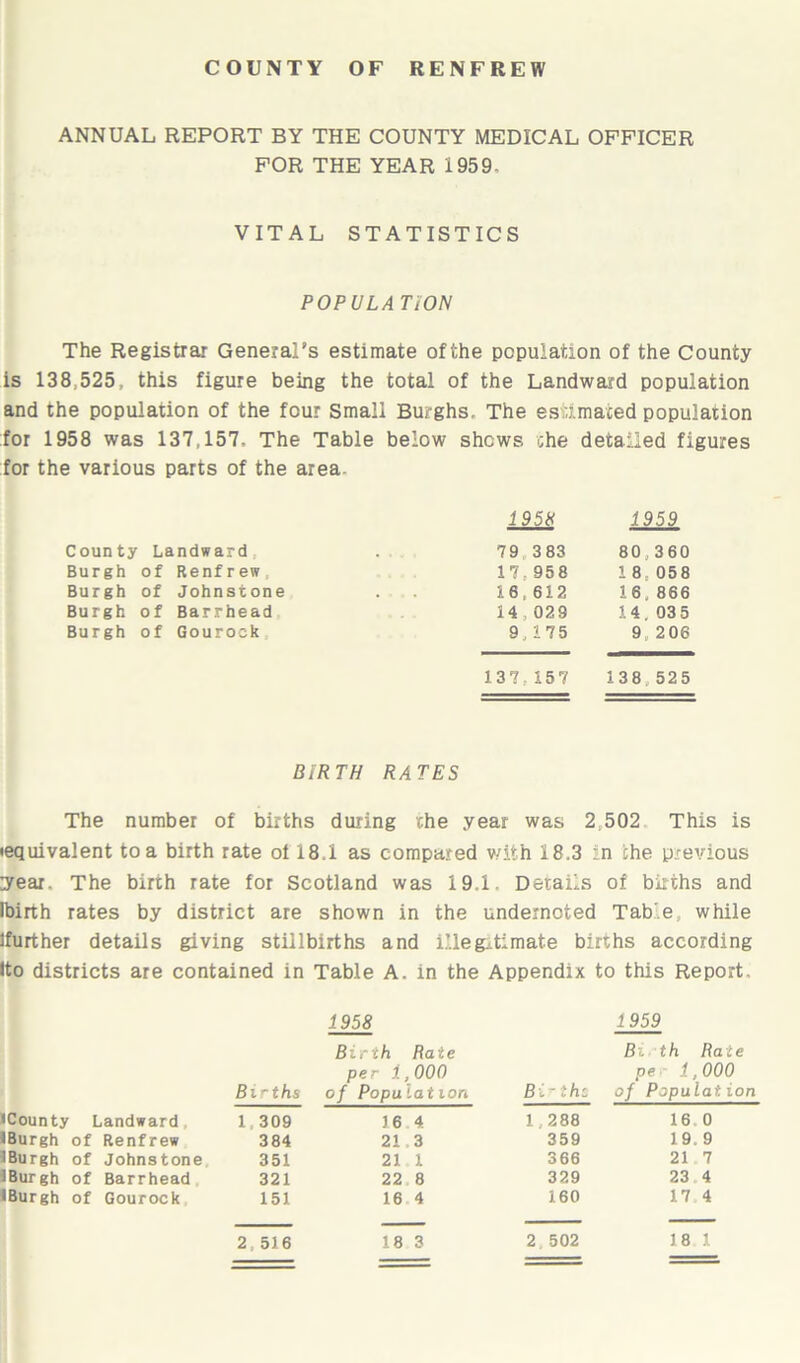 COUNTY OF RENFREW
ANNUAL REPORT BY THE COUNTY MEDICAL OFFICER
FOR THE YEAR 1959.
VITAL STATISTICS
POPULATION
The Registrar General's estimate of the population of the County
is 138,525, this figure being the total of the Landward population
and the population of the four Small Burghs. The estimated population
for 1958 was 137,157. The Table below shows the detailed figures
for the various parts of the area.
1958 1959
County Landward, . . . 79,383 80,360
Burgh of Renfrew, . . . 17,958 18,058
Burgh of Johnstone . . . 16,612 16,866
Burgh of Barrhead, . . 14,029 14,035
Burgh of Gourock, 9,175 9,206
137,157 138,525
BIRTH RATES
The number of births during the year was 2,502. This is
equivalent to a birth rate of 18.1 as compared with 18.3 in the previous
year. The birth rate for Scotland was 19.1. Details of births and
birth rates by district are shown in the undernoted Table, while
further details giving stillbirths and illegitimate births according
to districts are contained in Table A. in the Appendix to this Report.
1958 1959
Birth Rate Birth Rate
per 1,000 per 1,000
Births of Population Births of Population
County Landward, 1,309 16.4 1,288 16.0
Burgh of Renfrew 384 21.3 359 19.9
Burgh of Johnstone, 351 21.1 366 21.7
Burgh of Barrhead, 321 22.8 329 23.4
Burgh of Gourock, 151 16.4 160 17.4
2,516 18.3 2,502 18.1